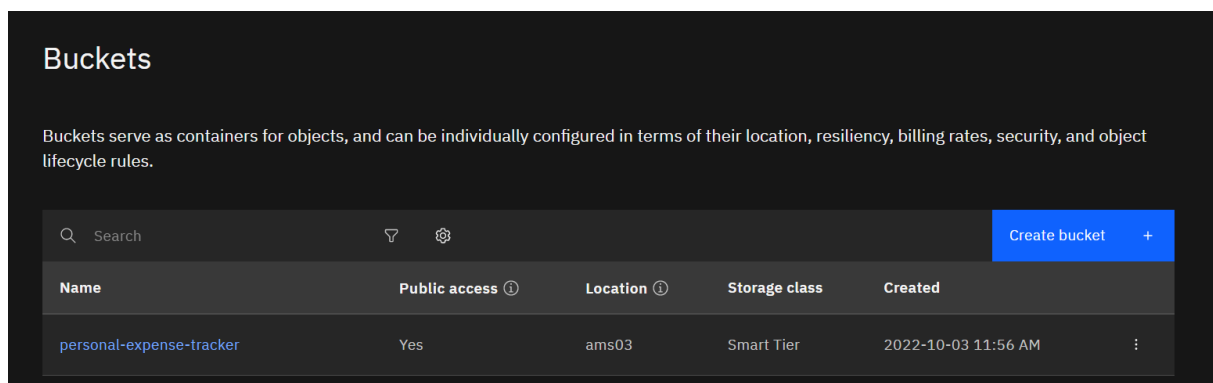 Buckets
Buckets serve as containers for objects, and can be individually configured in terms of their location, resiliency, billing rates, security, and object
lifecycle rules.
Search Create bucket +
Name Public access Location Storage class Created
personal-expense-tracker Yes ams03 Smart Tier 2022-10-03 11:56 AM